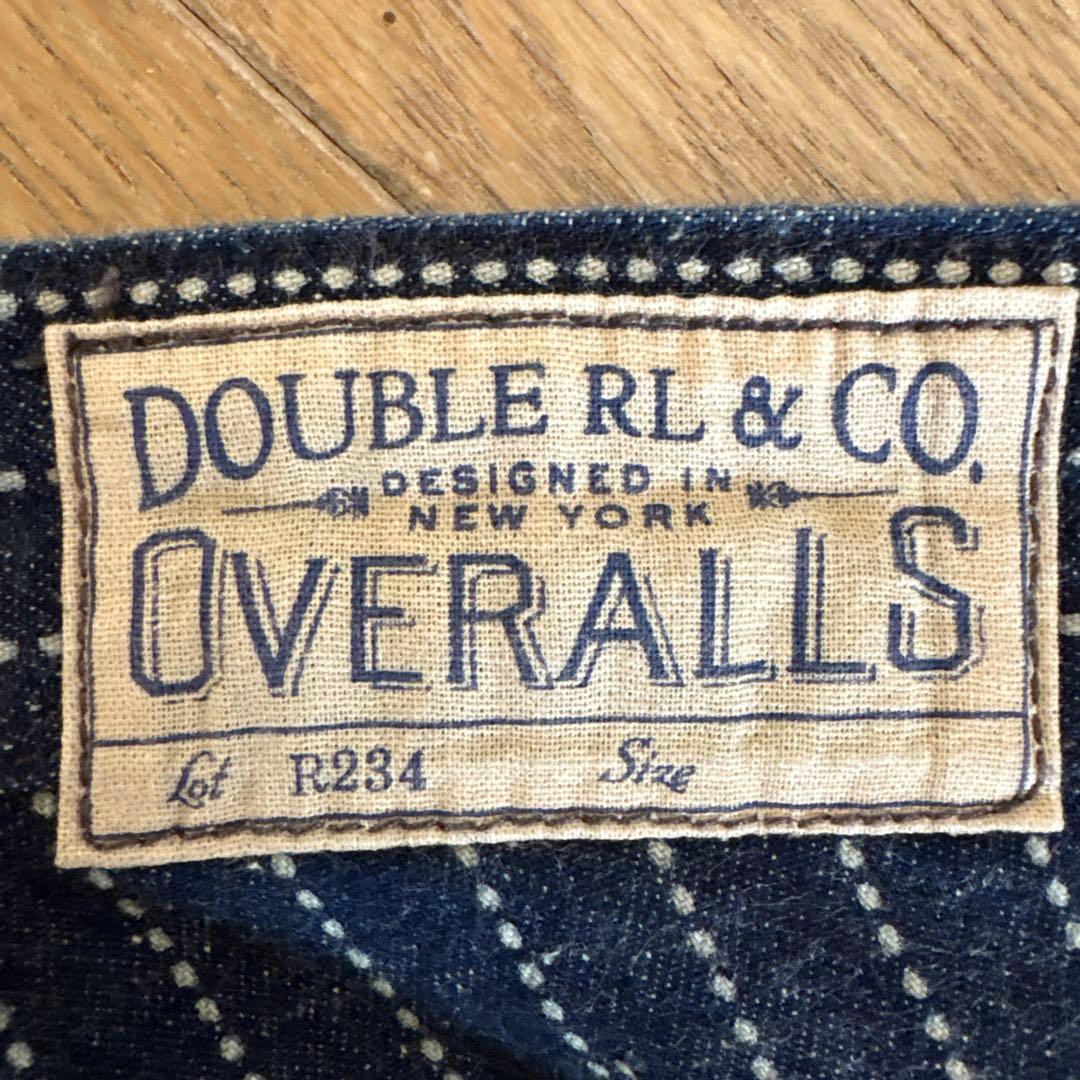 DOUBLE RL & CO.
DESIGNED IN
NEW YORK
OVERALLS
Lot R234 Size